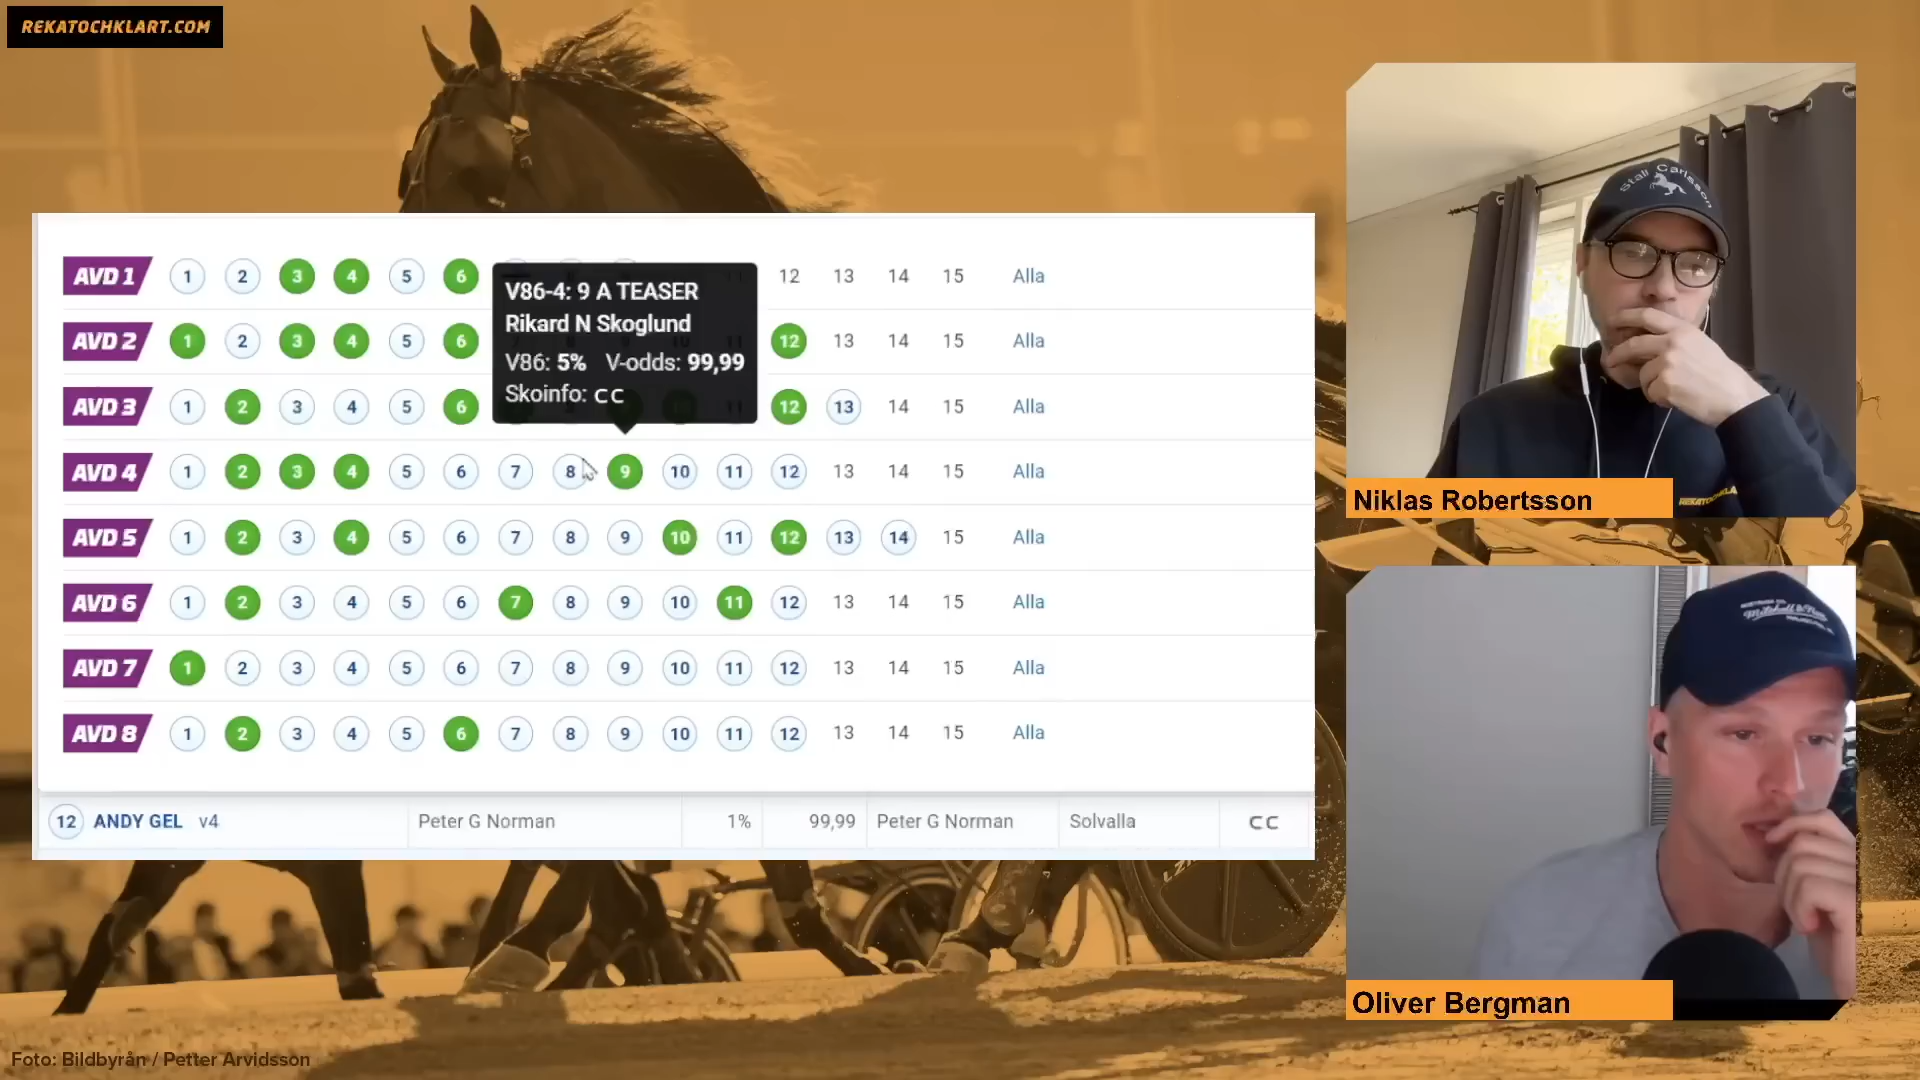 REKATOCHKLART.COM
AVD 1 1 2 3 4 5 6 12 13 14 15 Alla
V86-4: 9 A TEASER
Rikard N Skoglund
V86: 5% V-odds: 99,99
Skoinfo: C C
AVD 2 1 2 3 4 5 6 12 13 14 15 Alla
AVD 3 1 2 3 4 5 6 12 13 14 15 Alla
AVD 4 1 2 3 4 5 6 7 8 9 10 11 12 13 14 15 Alla
AVD 5 1 2 3 4 5 6 7 8 9 10 11 12 13 14 15 Alla
AVD 6 1 2 3 4 5 6 7 8 9 10 11 12 13 14 15 Alla
AVD 7 1 2 3 4 5 6 7 8 9 10 11 12 13 14 15 Alla
AVD 8 1 2 3 4 5 6 7 8 9 10 11 12 13 14 15 Alla
12 ANDY GEL v4 Peter G Norman 1% 99,99 Peter G Norman Solvalla C C
Stall Carlsson
Niklas Robertsson
Oliver Bergman
Foto: Bildbyrån / Petter Arvidsson